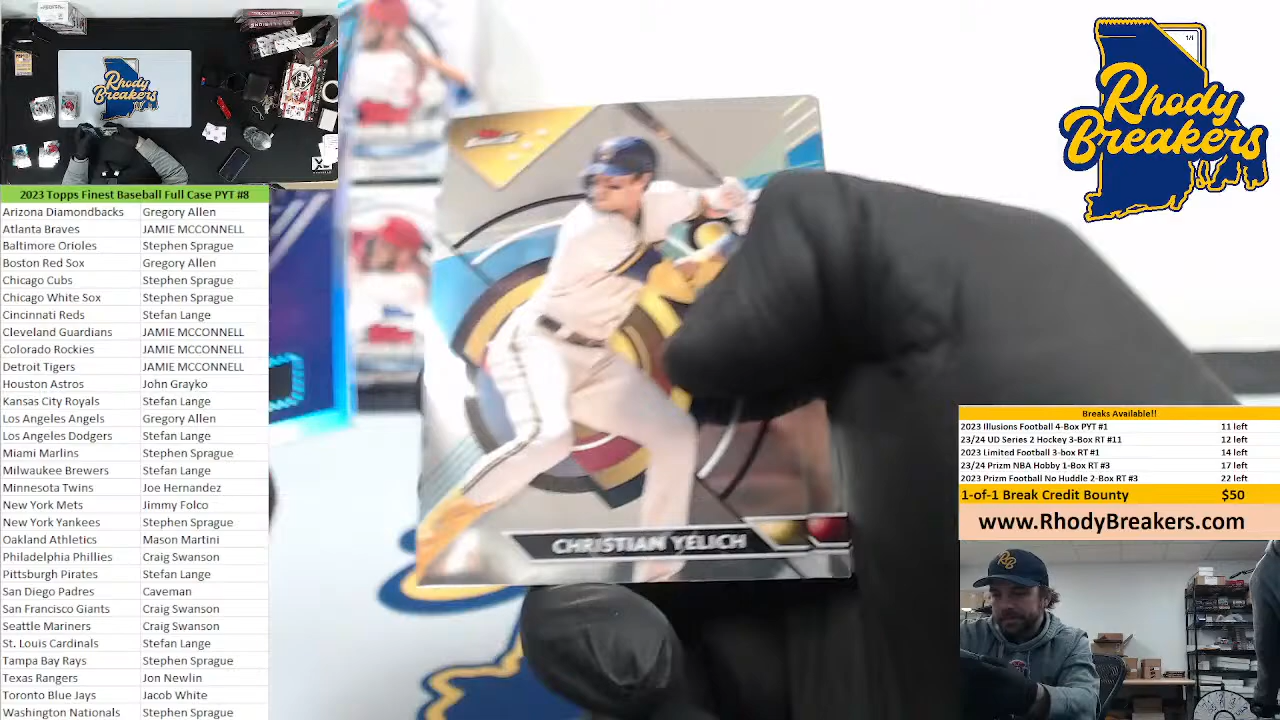 Rhody
Breakers
2023 Topps Finest Baseball Full Case PYT #8
Arizona Diamondbacks Gregory Allen
Atlanta Braves JAMIE MCCONNELL
Baltimore Orioles Stephen Sprague
Boston Red Sox Gregory Allen
Chicago Cubs Stephen Sprague
Chicago White Sox Stephen Sprague
Cincinnati Reds Stefan Lange
Cleveland Guardians JAMIE MCCONNELL
Colorado Rockies JAMIE MCCONNELL
Detroit Tigers JAMIE MCCONNELL
Houston Astros John Grayko
Kansas City Royals Stefan Lange
Los Angeles Angels Gregory Allen
Los Angeles Dodgers Stefan Lange
Miami Marlins Stephen Sprague
Milwaukee Brewers Stefan Lange
Minnesota Twins Joe Hernandez
New York Mets Jimmy Folco
New York Yankees Stephen Sprague
Oakland Athletics Mason Martini
Philadelphia Phillies Craig Swanson
Pittsburgh Pirates Stefan Lange
San Diego Padres Caveman
San Francisco Giants Craig Swanson
Seattle Mariners Craig Swanson
St. Louis Cardinals Stefan Lange
Tampa Bay Rays Stephen Sprague
Texas Rangers Jon Newlin
Toronto Blue Jays Jacob White
Washington Nationals Stephen Sprague
CHRISTIAN YELICH
1/1
Rhody
Breakers
Breaks Available!!
2023 Illusions Football 4-Box PYT #1 11 left
23/24 UD Series 2 Hockey 3-Box RT #11 12 left
2023 Limited Football 3-box RT #1 14 left
23/24 Prizm NBA Hobby 1-Box RT #3 17 left
2023 Prizm Football No Huddle 2-Box RT #3 22 left
1-of-1 Break Credit Bounty $50
www.RhodyBreakers.com
RB